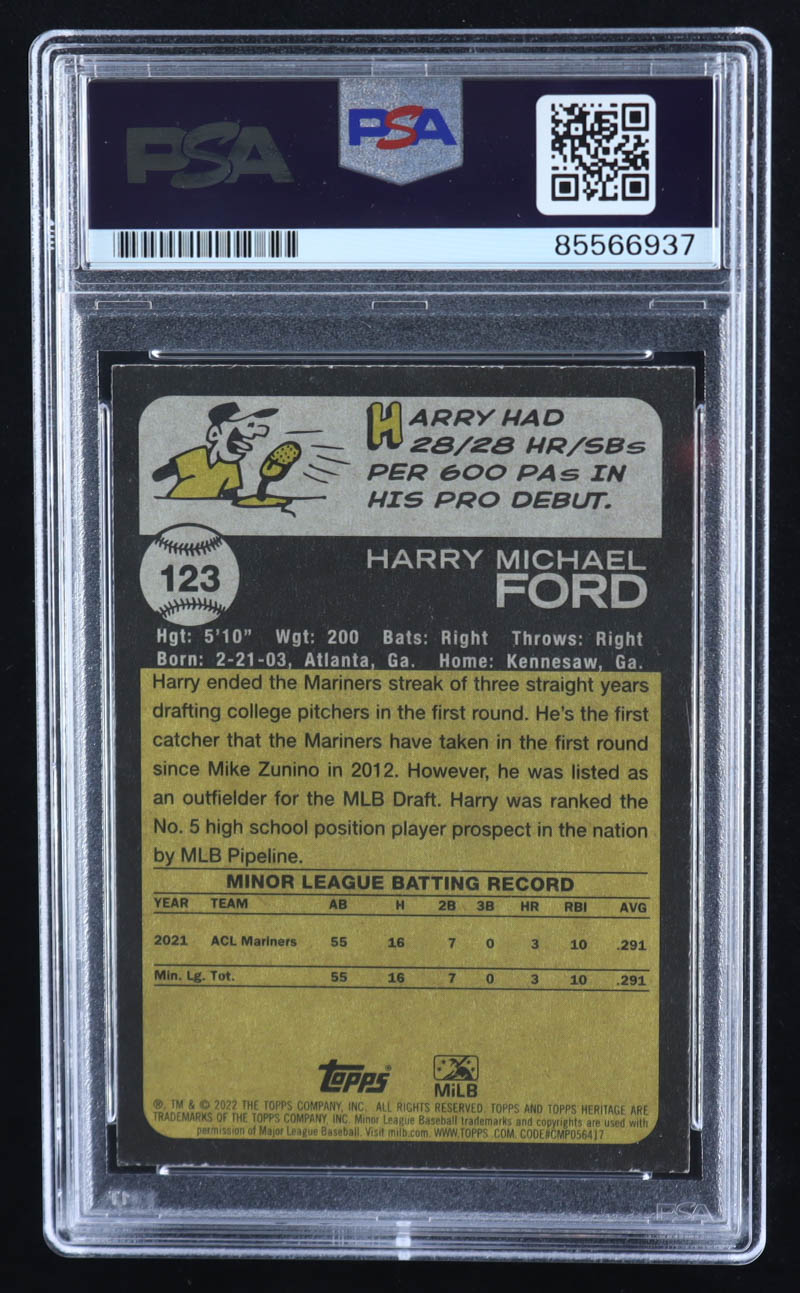 PSA
PSA
85566937
HARRY HAD
28/28 HR/SBs
PER 600 PAs IN
HIS PRO DEBUT.
123
HARRY MICHAEL
FORD
Hgt: 5'10" Wgt: 200 Bats: Right Throws: Right
Born: 2-21-03, Atlanta, Ga. Home: Kennesaw, Ga.
Harry ended the Mariners streak of three straight years
drafting college pitchers in the first round. He's the first
catcher that the Mariners have taken in the first round
since Mike Zunino in 2012. However, he was listed as
an outfielder for the MLB Draft. Harry was ranked the
No. 5 high school position player prospect in the nation
by MLB Pipeline.
MINOR LEAGUE BATTING RECORD
YEAR TEAM AB H 2B 3B HR RBI AVG
2021 ACL Mariners 55 16 7 0 3 10 .291
Min. Lg. Tot. 55 16 7 0 3 10 .291
Topps
MiLB
®, TM & © 2022 THE TOPPS COMPANY, INC. ALL RIGHTS RESERVED. TOPPS AND TOPPS HERITAGE ARE
TRADEMARKS OF THE TOPPS COMPANY, INC. Minor League Baseball trademarks and copyrights are used with
permission of Major League Baseball. Visit milb.com. WWW.TOPPS.COM. CODE#CMP056417
PSA